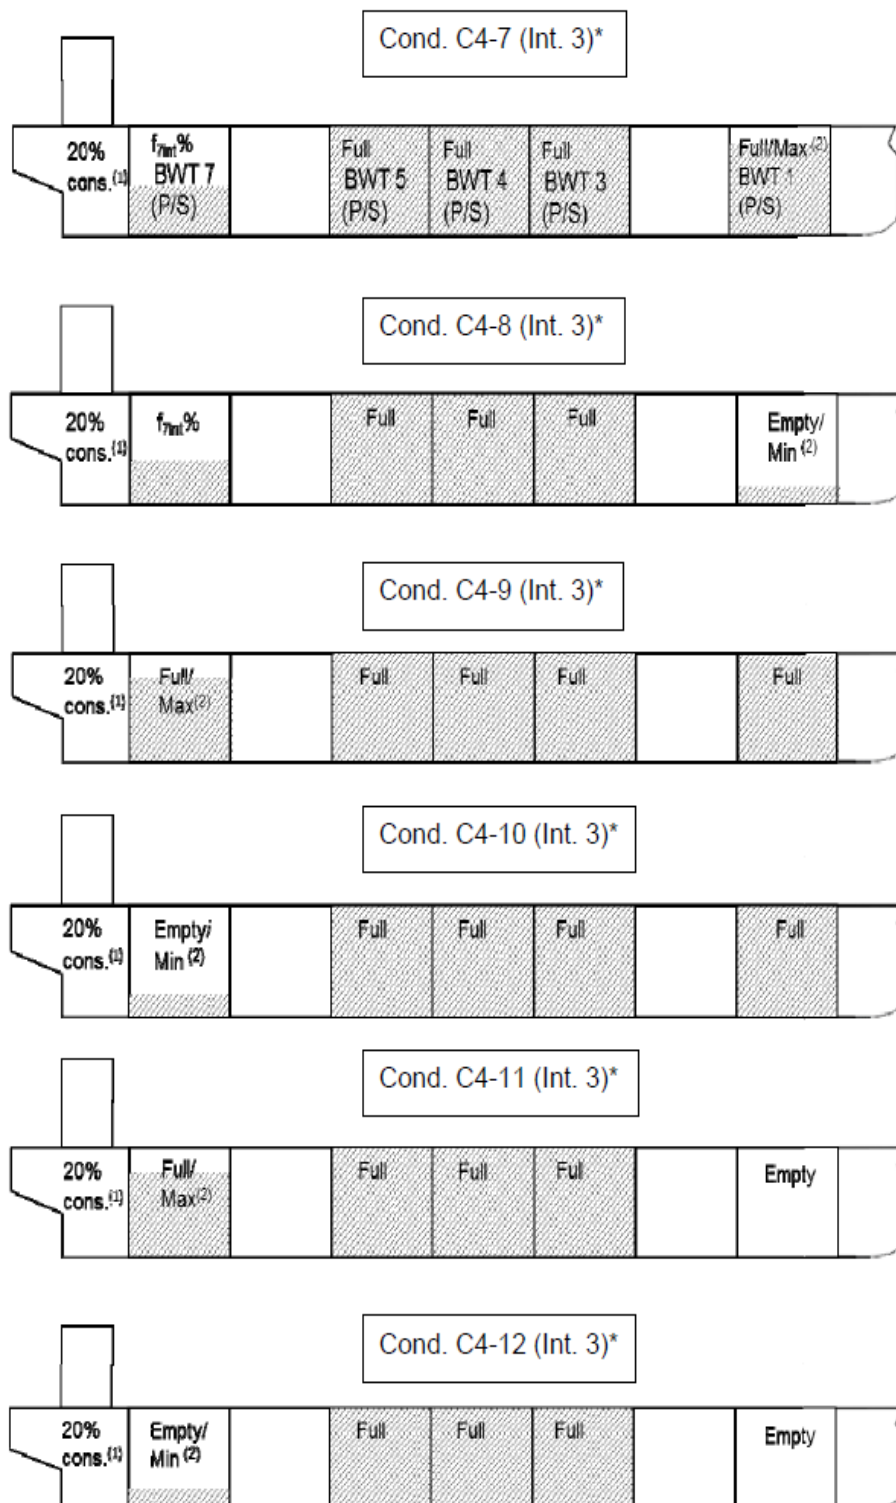 Cond. C4-7 (Int. 3)*
20%
cons.(1)
f7int%
BWT 7
(P/S)
Full
BWT 5
(P/S)
Full
BWT 4
(P/S)
Full
BWT 3
(P/S)
Full/Max(2)
BWT 1
(P/S)
Cond. C4-8 (Int. 3)*
20%
cons.(1)
f7int%
Full
Full
Full
Empty/
Min (2)
Cond. C4-9 (Int. 3)*
20%
cons.(1)
Full/
Max(2)
Full
Full
Full
Full
Cond. C4-10 (Int. 3)*
20%
cons.(1)
Empty/
Min (2)
Full
Full
Full
Full
Cond. C4-11 (Int. 3)*
20%
cons.(1)
Full/
Max(2)
Full
Full
Full
Empty
Cond. C4-12 (Int. 3)*
20%
cons.(1)
Empty/
Min (2)
Full
Full
Full
Empty